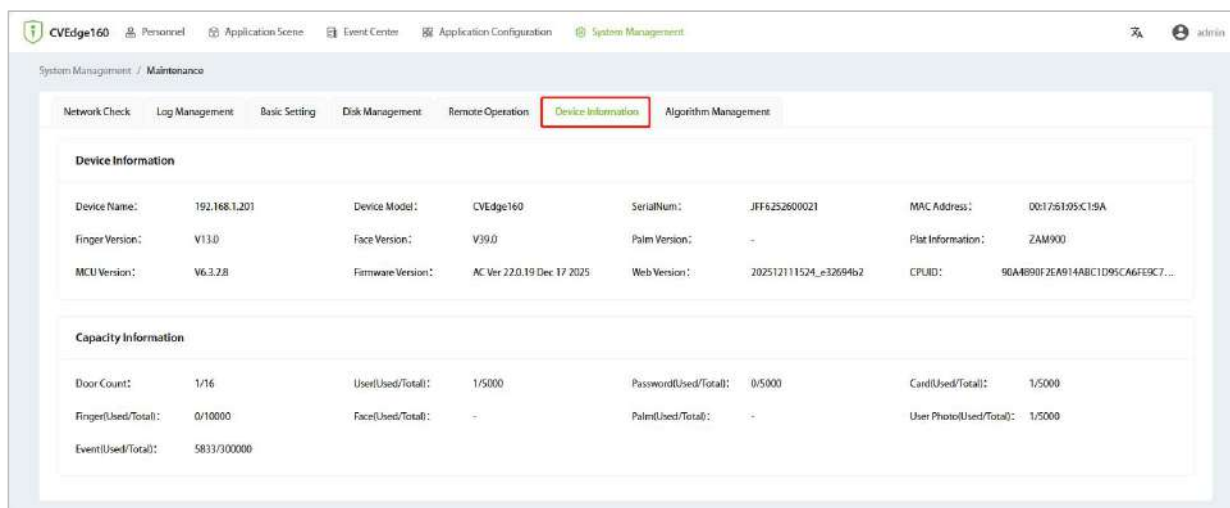 CVEdge160 Personnel Application Scene Event Center Application Configuration System Management admin
System Management / Maintenance
Network Check Log Management Basic Setting Disk Management Remote Operation Device Information Algorithm Management
Device Information
Device Name: 192.168.1.201 Device Model: CVEdge160 SerialNum: JFF6252600021 MAC Address: 00:17:61:05:C1:9A
Finger Version: V13.0 Face Version: V39.0 Palm Version: - Plat Information: ZAM900
MCU Version: V6.3.2.8 Firmware Version: AC Ver 22.0.19 Dec 17 2025 Web Version: 202512111524_e32694b2 CPUID: 90A4890F2EA914ABC1D95CA6FE9C7...
Capacity Information
Door Count: 1/16 User(Used/Total): 1/5000 Password(Used/Total): 0/5000 Card(Used/Total): 1/5000
Finger(Used/Total): 0/10000 Face(Used/Total): - Palm(Used/Total): - User Photo(Used/Total): 1/5000
Event(Used/Total): 5833/300000